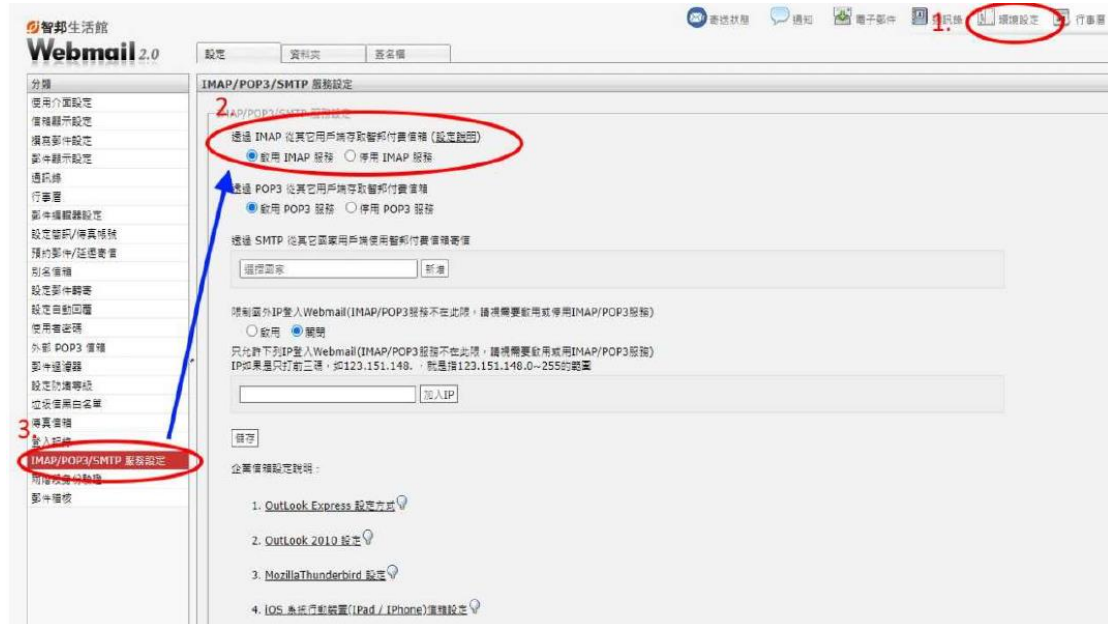 智邦生活館
Webmail 2.0
寄送狀態 通知 電子郵件 通訊錄 環境設定 行事曆
1.
設定 資料夾 簽名檔
分類
使用介面設定
信箱顯示設定
撰寫郵件設定
郵件顯示設定
通訊錄
行事曆
郵件編輯器設定
設定簡訊/傳真帳號
預約郵件/延遲寄信
別名信箱
設定郵件轉寄
設定自動回覆
使用者密碼
外部 POP3 信箱
郵件過濾器
設定防堵等級
垃圾信黑白名單
傳真信箱
3.
登入記錄
IMAP/POP3/SMTP 服務設定
兩階段身份驗證
郵件稽核
IMAP/POP3/SMTP 服務設定
2
IMAP/POP3/SMTP 服務設定
透過 IMAP 從其它用戶端存取智邦付費信箱 (設定說明)
啟用 IMAP 服務 停用 IMAP 服務
透過 POP3 從其它用戶端存取智邦付費信箱
啟用 POP3 服務 停用 POP3 服務
透過 SMTP 從其它國家用戶端使用智邦付費信箱寄信
選擇國家 新增
限制國外IP登入Webmail(IMAP/POP3服務不在此限，請視需要啟用或停用IMAP/POP3服務)
啟用 關閉
只允許下列IP登入Webmail(IMAP/POP3服務不在此限，請視需要啟用或用IMAP/POP3服務)
IP如果是只打前三碼，如123.151.148. ，就是指123.151.148.0~255的範圍
加入IP
儲存
企業信箱設定說明：
1. OutLook Express 設定方式
2. OutLook 2010 設定
3. MozillaThunderbird 設定
4. iOS 系統行動裝置(IPad / IPhone)信箱設定